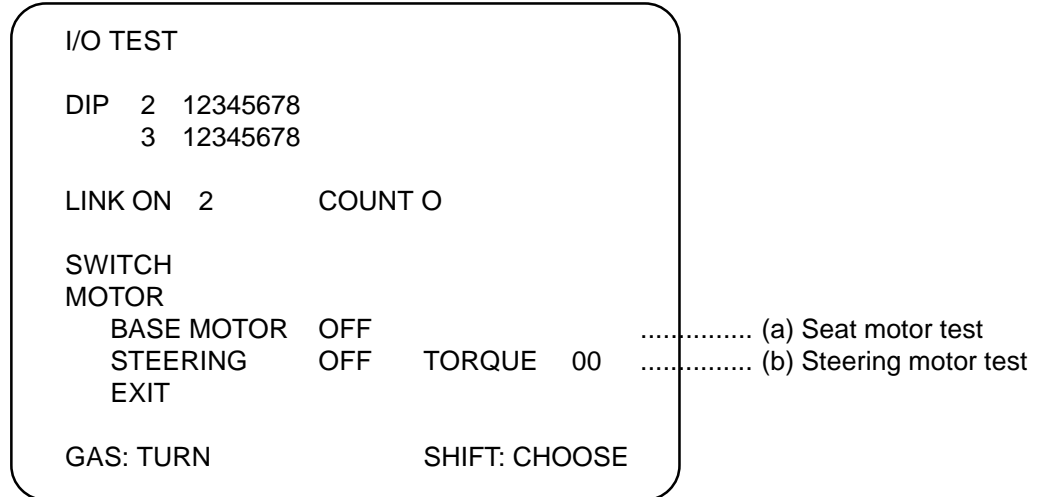 I/O TEST
DIP 2 12345678
3 12345678
LINK ON 2 COUNT O
SWITCH
MOTOR
BASE MOTOR OFF ............... (a) Seat motor test
STEERING OFF TORQUE 00 ............... (b) Steering motor test
EXIT
GAS: TURN SHIFT: CHOOSE